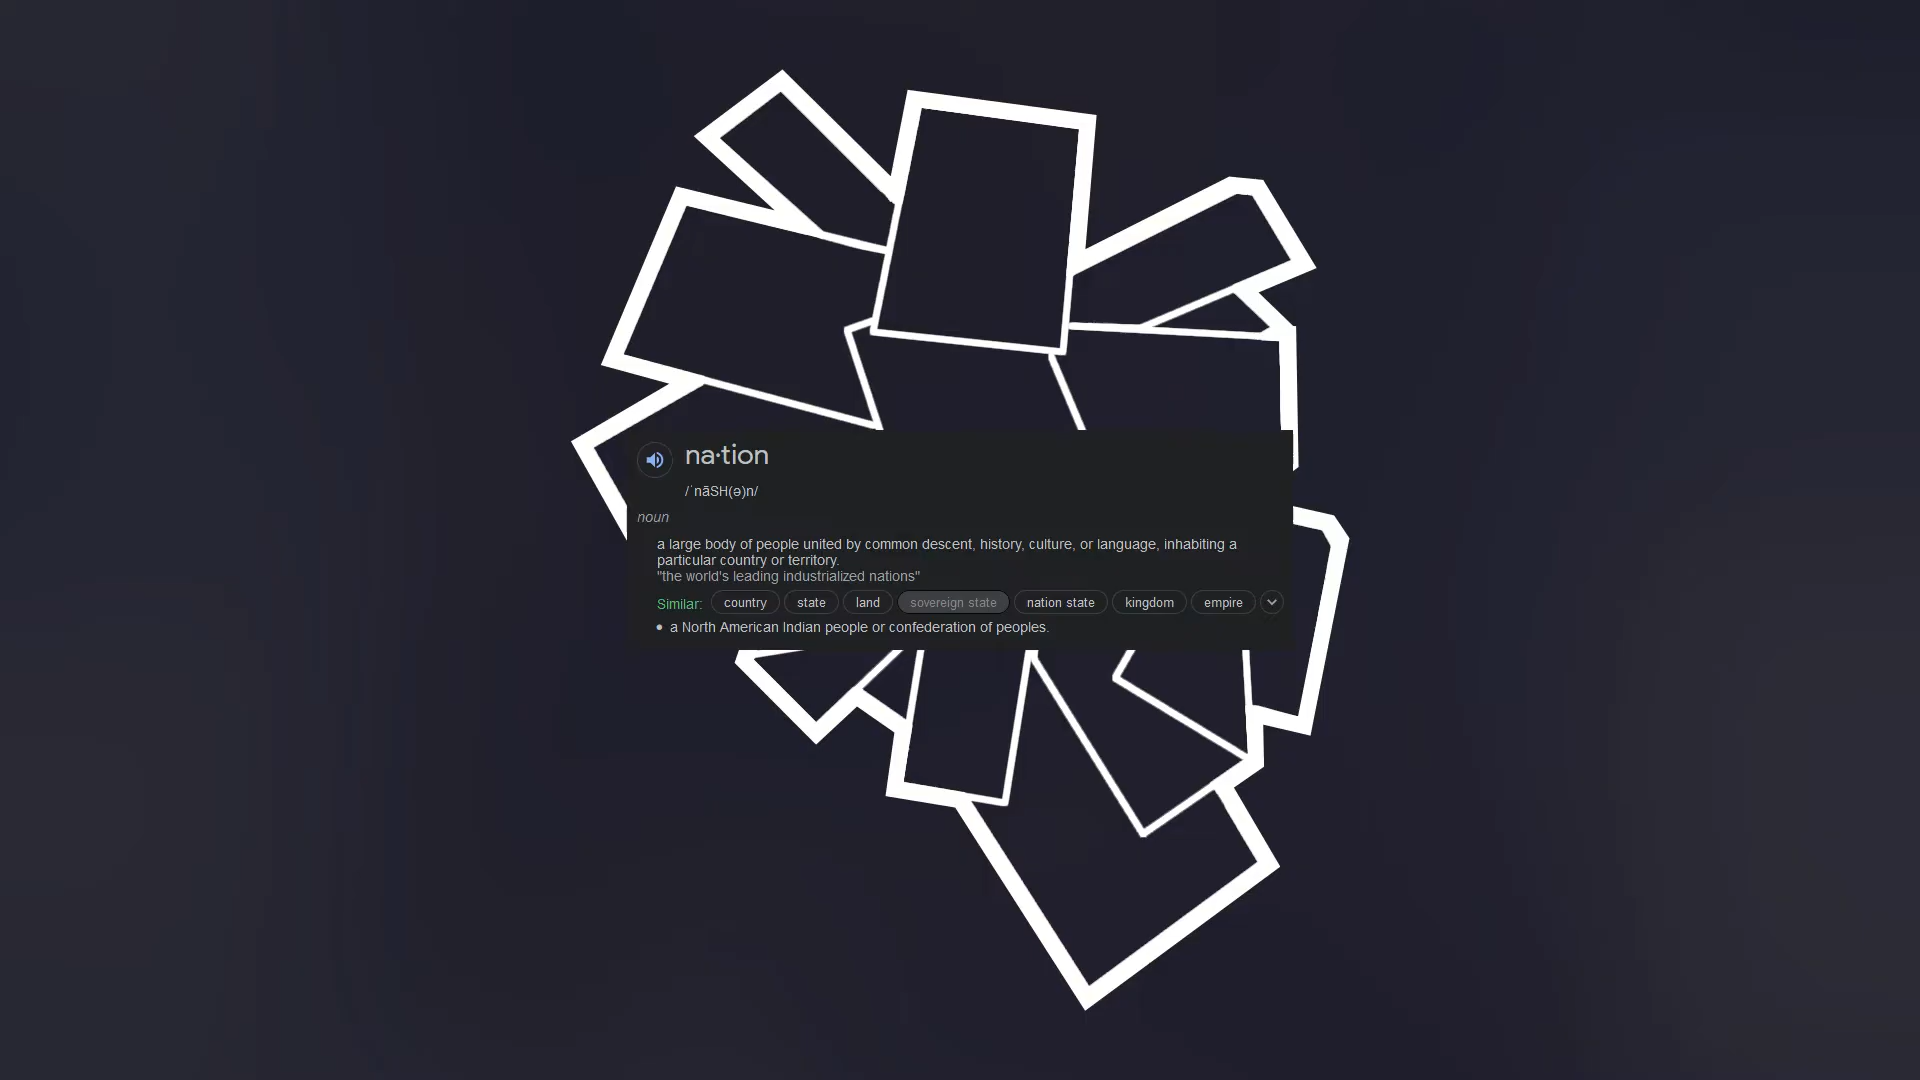 na·tion
/ˈnāSH(ə)n/
noun
a large body of people united by common descent, history, culture, or language, inhabiting a
particular country or territory.
"the world's leading industrialized nations"
Similar: country state land sovereign state nation state kingdom empire
• a North American Indian people or confederation of peoples.